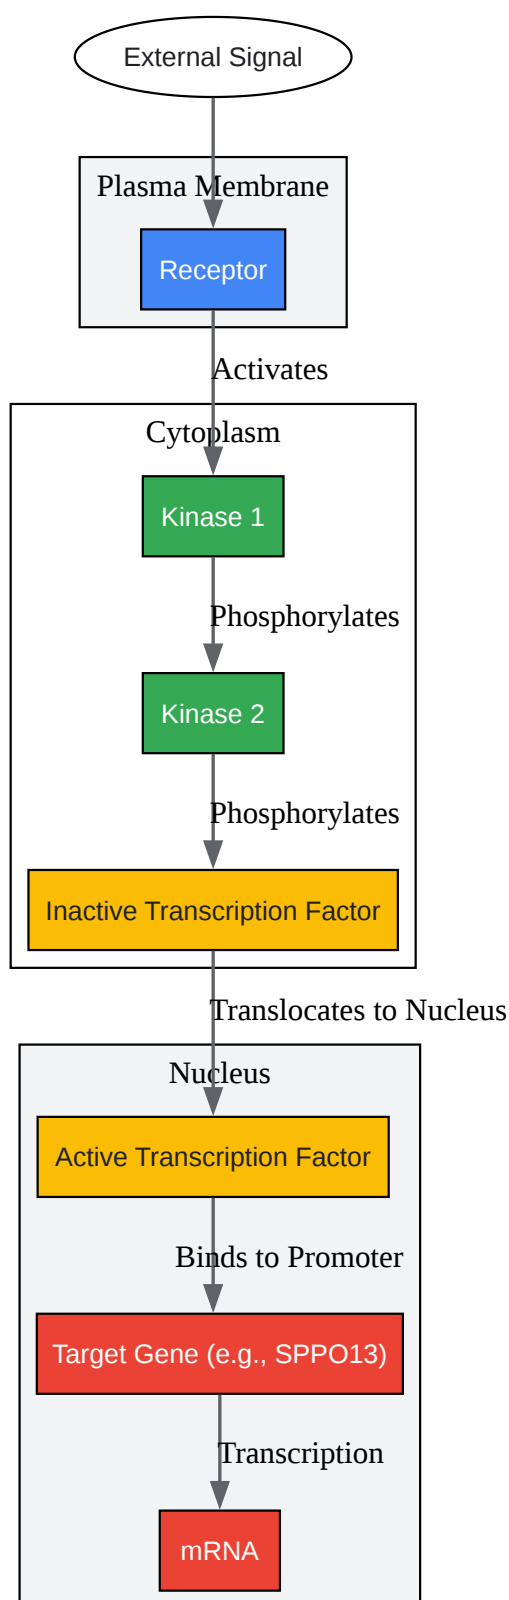 External Signal
Plasma Membrane
Receptor
Activates
Cytoplasm
Kinase 1
Phosphorylates
Kinase 2
Phosphorylates
Inactive Transcription Factor
Translocates to Nucleus
Nucleus
Active Transcription Factor
Binds to Promoter
Target Gene (e.g., SPPO13)
Transcription
mRNA